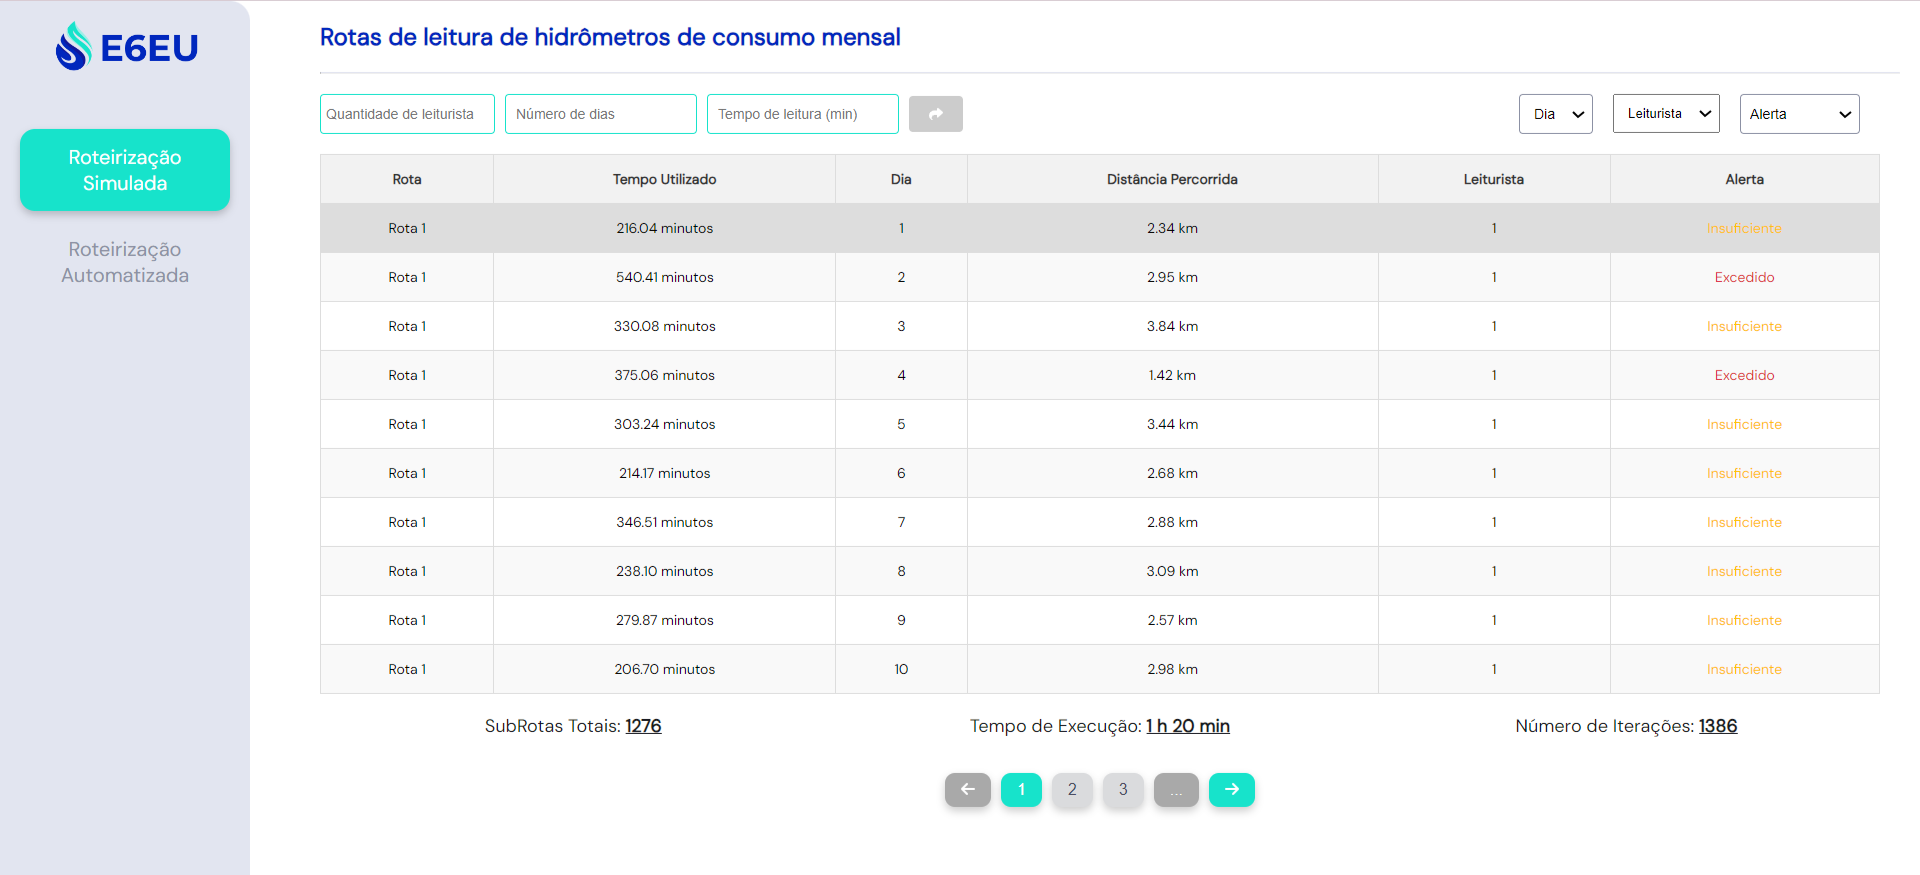 E6EU
Rotas de leitura de hidrômetros de consumo mensal
Roteirização
Simulada
Roteirização
Automatizada
Quantidade de leiturista Número de dias Tempo de leitura (min) Dia Leiturista Alerta
Rota Tempo Utilizado Dia Distância Percorrida Leiturista Alerta
Rota 1 216.04 minutos 1 2.34 km 1 Insuficiente
Rota 1 540.41 minutos 2 2.95 km 1 Excedido
Rota 1 330.08 minutos 3 3.84 km 1 Insuficiente
Rota 1 375.06 minutos 4 1.42 km 1 Excedido
Rota 1 303.24 minutos 5 3.44 km 1 Insuficiente
Rota 1 214.17 minutos 6 2.68 km 1 Insuficiente
Rota 1 346.51 minutos 7 2.88 km 1 Insuficiente
Rota 1 238.10 minutos 8 3.09 km 1 Insuficiente
Rota 1 279.87 minutos 9 2.57 km 1 Insuficiente
Rota 1 206.70 minutos 10 2.98 km 1 Insuficiente
SubRotas Totais: 1276 Tempo de Execução: 1 h 20 min Número de Iterações: 1386
1 2 3 ...